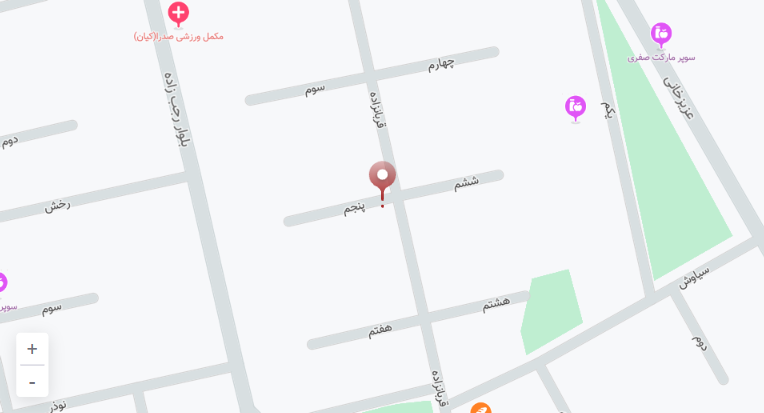 مکمل ورزشی صدرا(کیان)
سوپر مارکت صفری
چهارم
سوم
بلوار رجب زاده
قربانزاده
یکم
عزیزخانی
دوم
رخش
پنجم
ششم
سیاوش
سوم
هفتم
هشتم
دوم
قربانزاده
نوذر
+
-